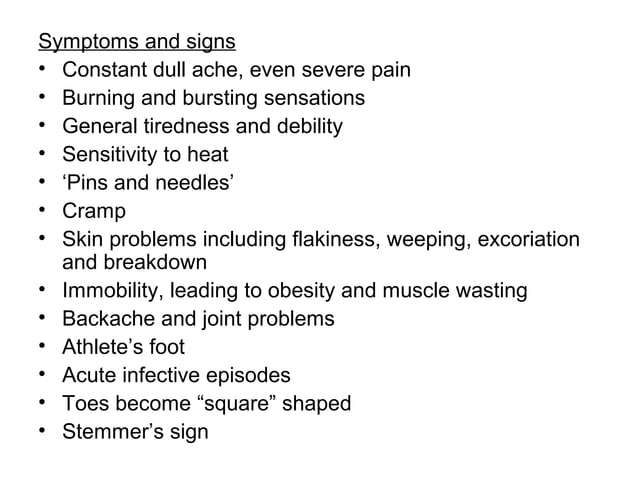 Symptoms and signs
• Constant dull ache, even severe pain
• Burning and bursting sensations
• General tiredness and debility
• Sensitivity to heat
• ‘Pins and needles’
• Cramp
• Skin problems including flakiness, weeping, excoriation
and breakdown
• Immobility, leading to obesity and muscle wasting
• Backache and joint problems
• Athlete’s foot
• Acute infective episodes
• Toes become “square” shaped
• Stemmer’s sign